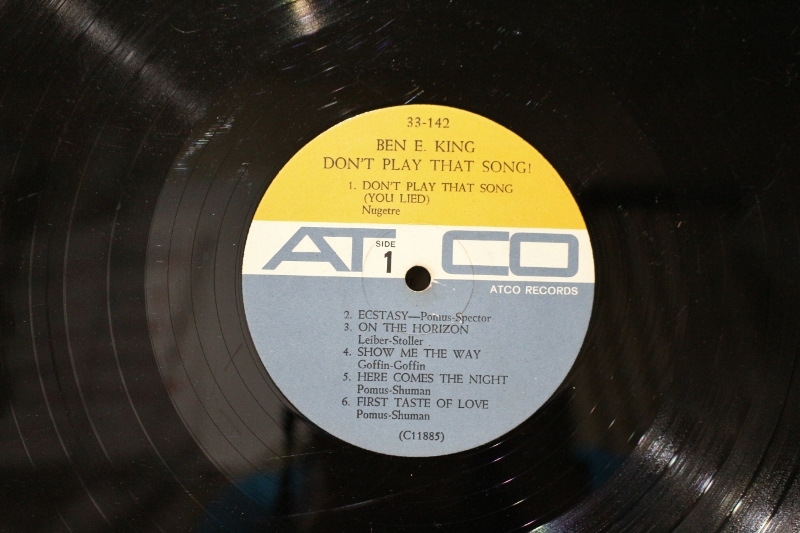 33-142
BEN E. KING
DON'T PLAY THAT SONG!
1. DON'T PLAY THAT SONG
(YOU LIED)
Nugetre
ATCO
SIDE
1
ATCO RECORDS
2. ECSTASY—Pomus-Spector
3. ON THE HORIZON
Leiber-Stoller
4. SHOW ME THE WAY
Goffin-Goffin
5. HERE COMES THE NIGHT
Pomus-Shuman
6. FIRST TASTE OF LOVE
Pomus-Shuman
(C11885)